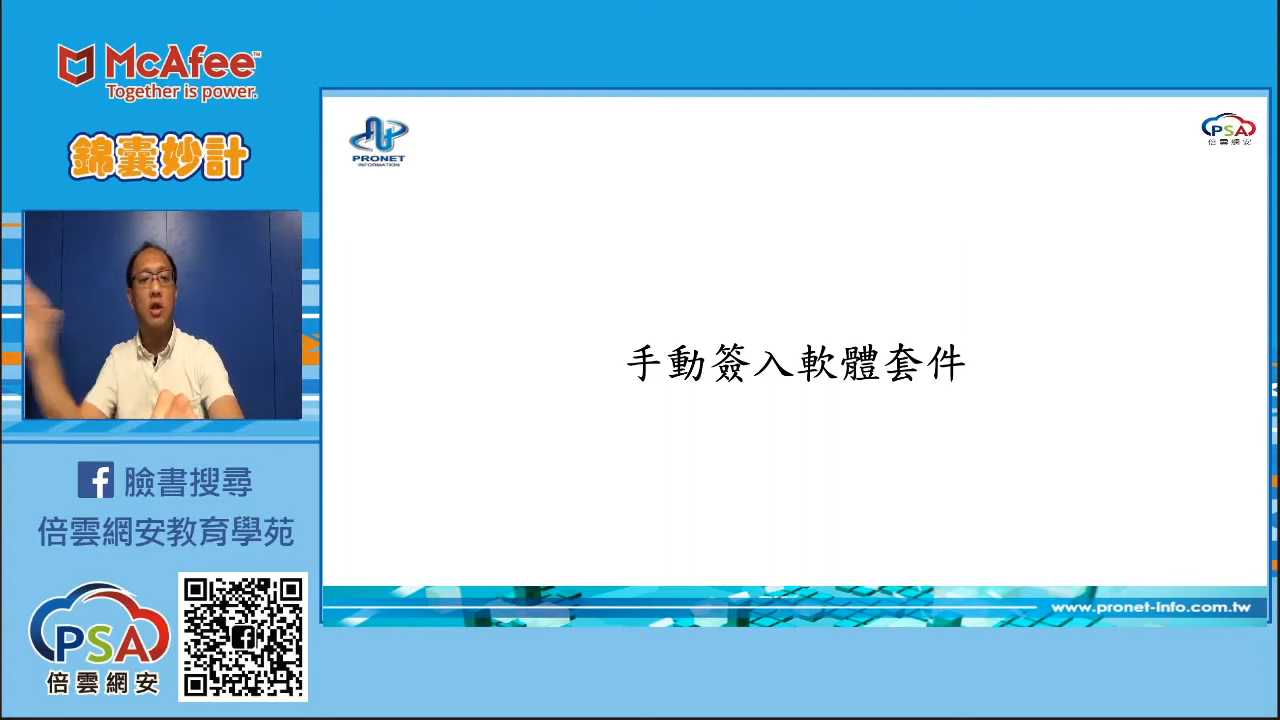 McAfee™
Together is power.
錦囊妙計
臉書搜尋
倍雲網安教育學苑
PSA
倍雲網安
PRONET
INFORMATION
PSA
倍雲網安
手動簽入軟體套件
www.pronet-info.com.tw